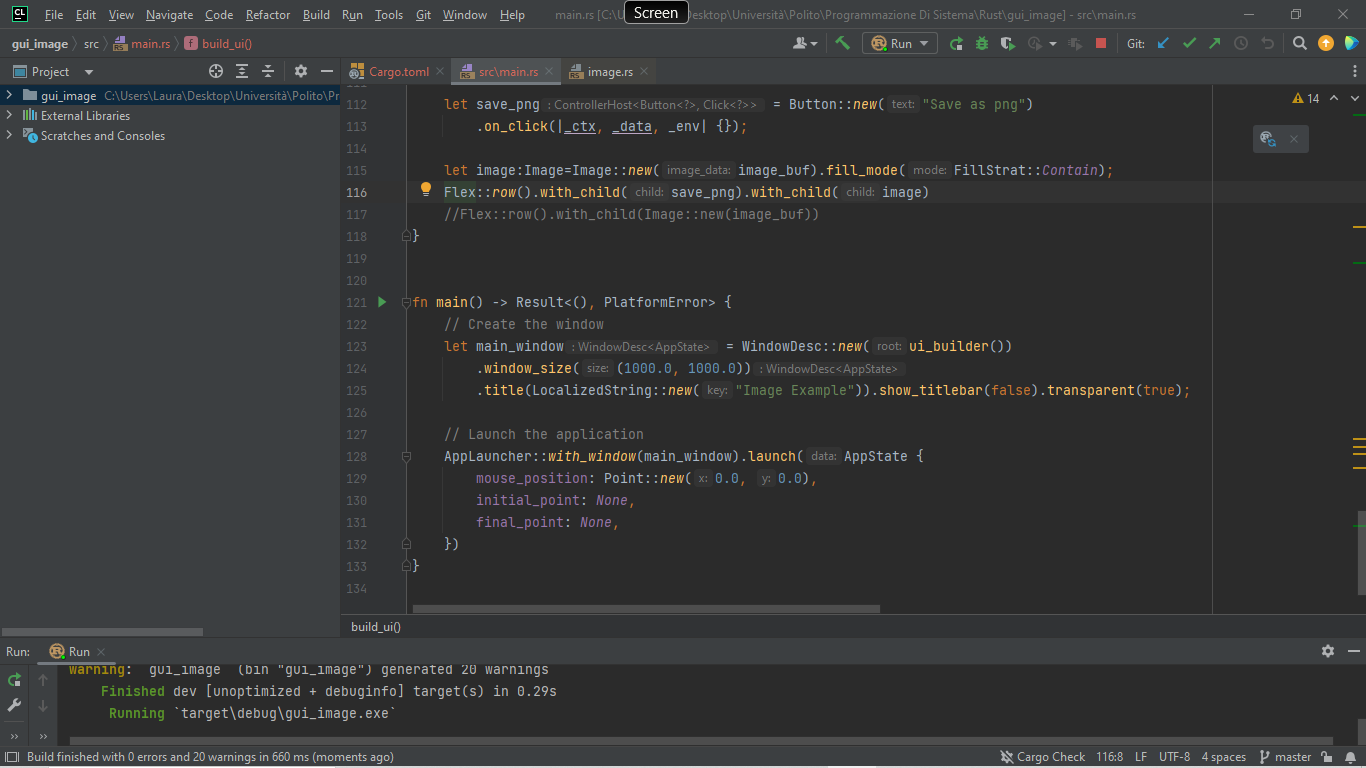 CL File Edit View Navigate Code Refactor Build Run Tools Git Window Help main.rs [C:\U Desktop\Università\Polito\Programmazione Di Sistema\Rust\gui_image] - src\main.rs
Screen
gui_image src main.rs f build_ui() Run Git:
Project
Cargo.toml src\main.rs image.rs
gui_image C:\Users\Laura\Desktop\Università\Polito\Pr
External Libraries
Scratches and Consoles
14
112 let save_png : ControllerHost<Button<?>, Click<?>> = Button::new( text: "Save as png")
113 .on_click(|_ctx, _data, _env| {});
114
115 let image:Image=Image::new( image_data: image_buf).fill_mode( mode: FillStrat::Contain);
116 Flex::row().with_child( child: save_png).with_child( child: image)
117 //Flex::row().with_child(Image::new(image_buf))
118 }
119
120
121 fn main() -> Result<(), PlatformError> {
122 // Create the window
123 let main_window : WindowDesc<AppState> = WindowDesc::new( root: ui_builder())
124 .window_size( size: (1000.0, 1000.0)) : WindowDesc<AppState>
125 .title(LocalizedString::new( key: "Image Example")).show_titlebar(false).transparent(true);
126
127 // Launch the application
128 AppLauncher::with_window(main_window).launch( data: AppState {
129 mouse_position: Point::new( x: 0.0, y: 0.0),
130 initial_point: None,
131 final_point: None,
132 })
133 }
134
build_ui()
Run: Run
warning: `gui_image` (bin "gui_image") generated 20 warnings
Finished dev [unoptimized + debuginfo] target(s) in 0.29s
Running `target\debug\gui_image.exe`
Build finished with 0 errors and 20 warnings in 660 ms (moments ago) Cargo Check 116:8 LF UTF-8 4 spaces master